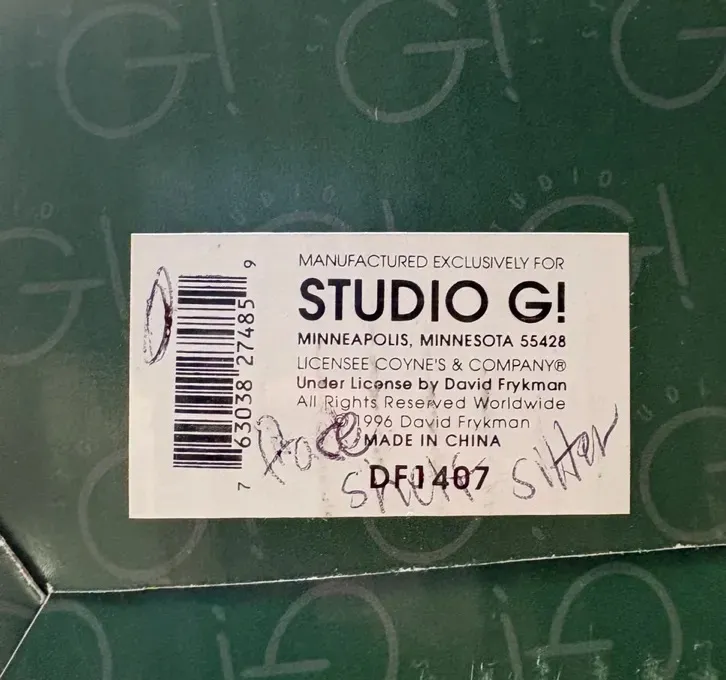 MANUFACTURED EXCLUSIVELY FOR
STUDIO G!
MINNEAPOLIS, MINNESOTA 55428
LICENSEE COYNE'S & COMPANY®
Under License by David Frykman
All Rights Reserved Worldwide
1996 David Frykman
MADE IN CHINA
DF1407
Shelf Sitter
7 63038 27485 9
G!
G!
G!
G!
G!
G!